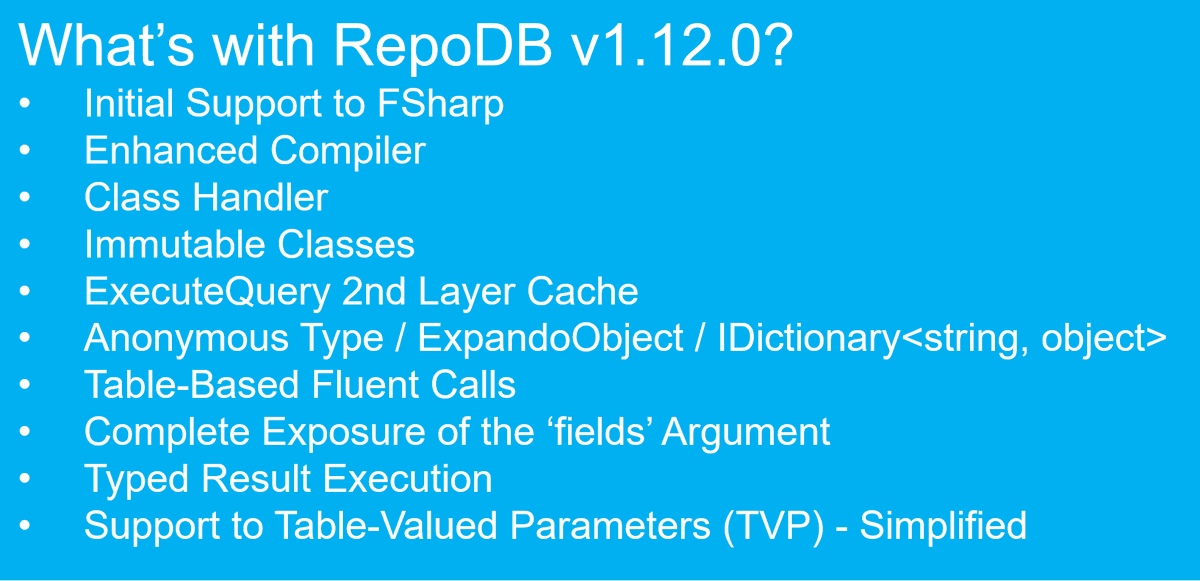 What’s with RepoDB v1.12.0?
• Initial Support to FSharp
• Enhanced Compiler
• Class Handler
• Immutable Classes
• ExecuteQuery 2nd Layer Cache
• Anonymous Type / ExpandoObject / IDictionary<string, object>
• Table-Based Fluent Calls
• Complete Exposure of the ‘fields’ Argument
• Typed Result Execution
• Support to Table-Valued Parameters (TVP) - Simplified